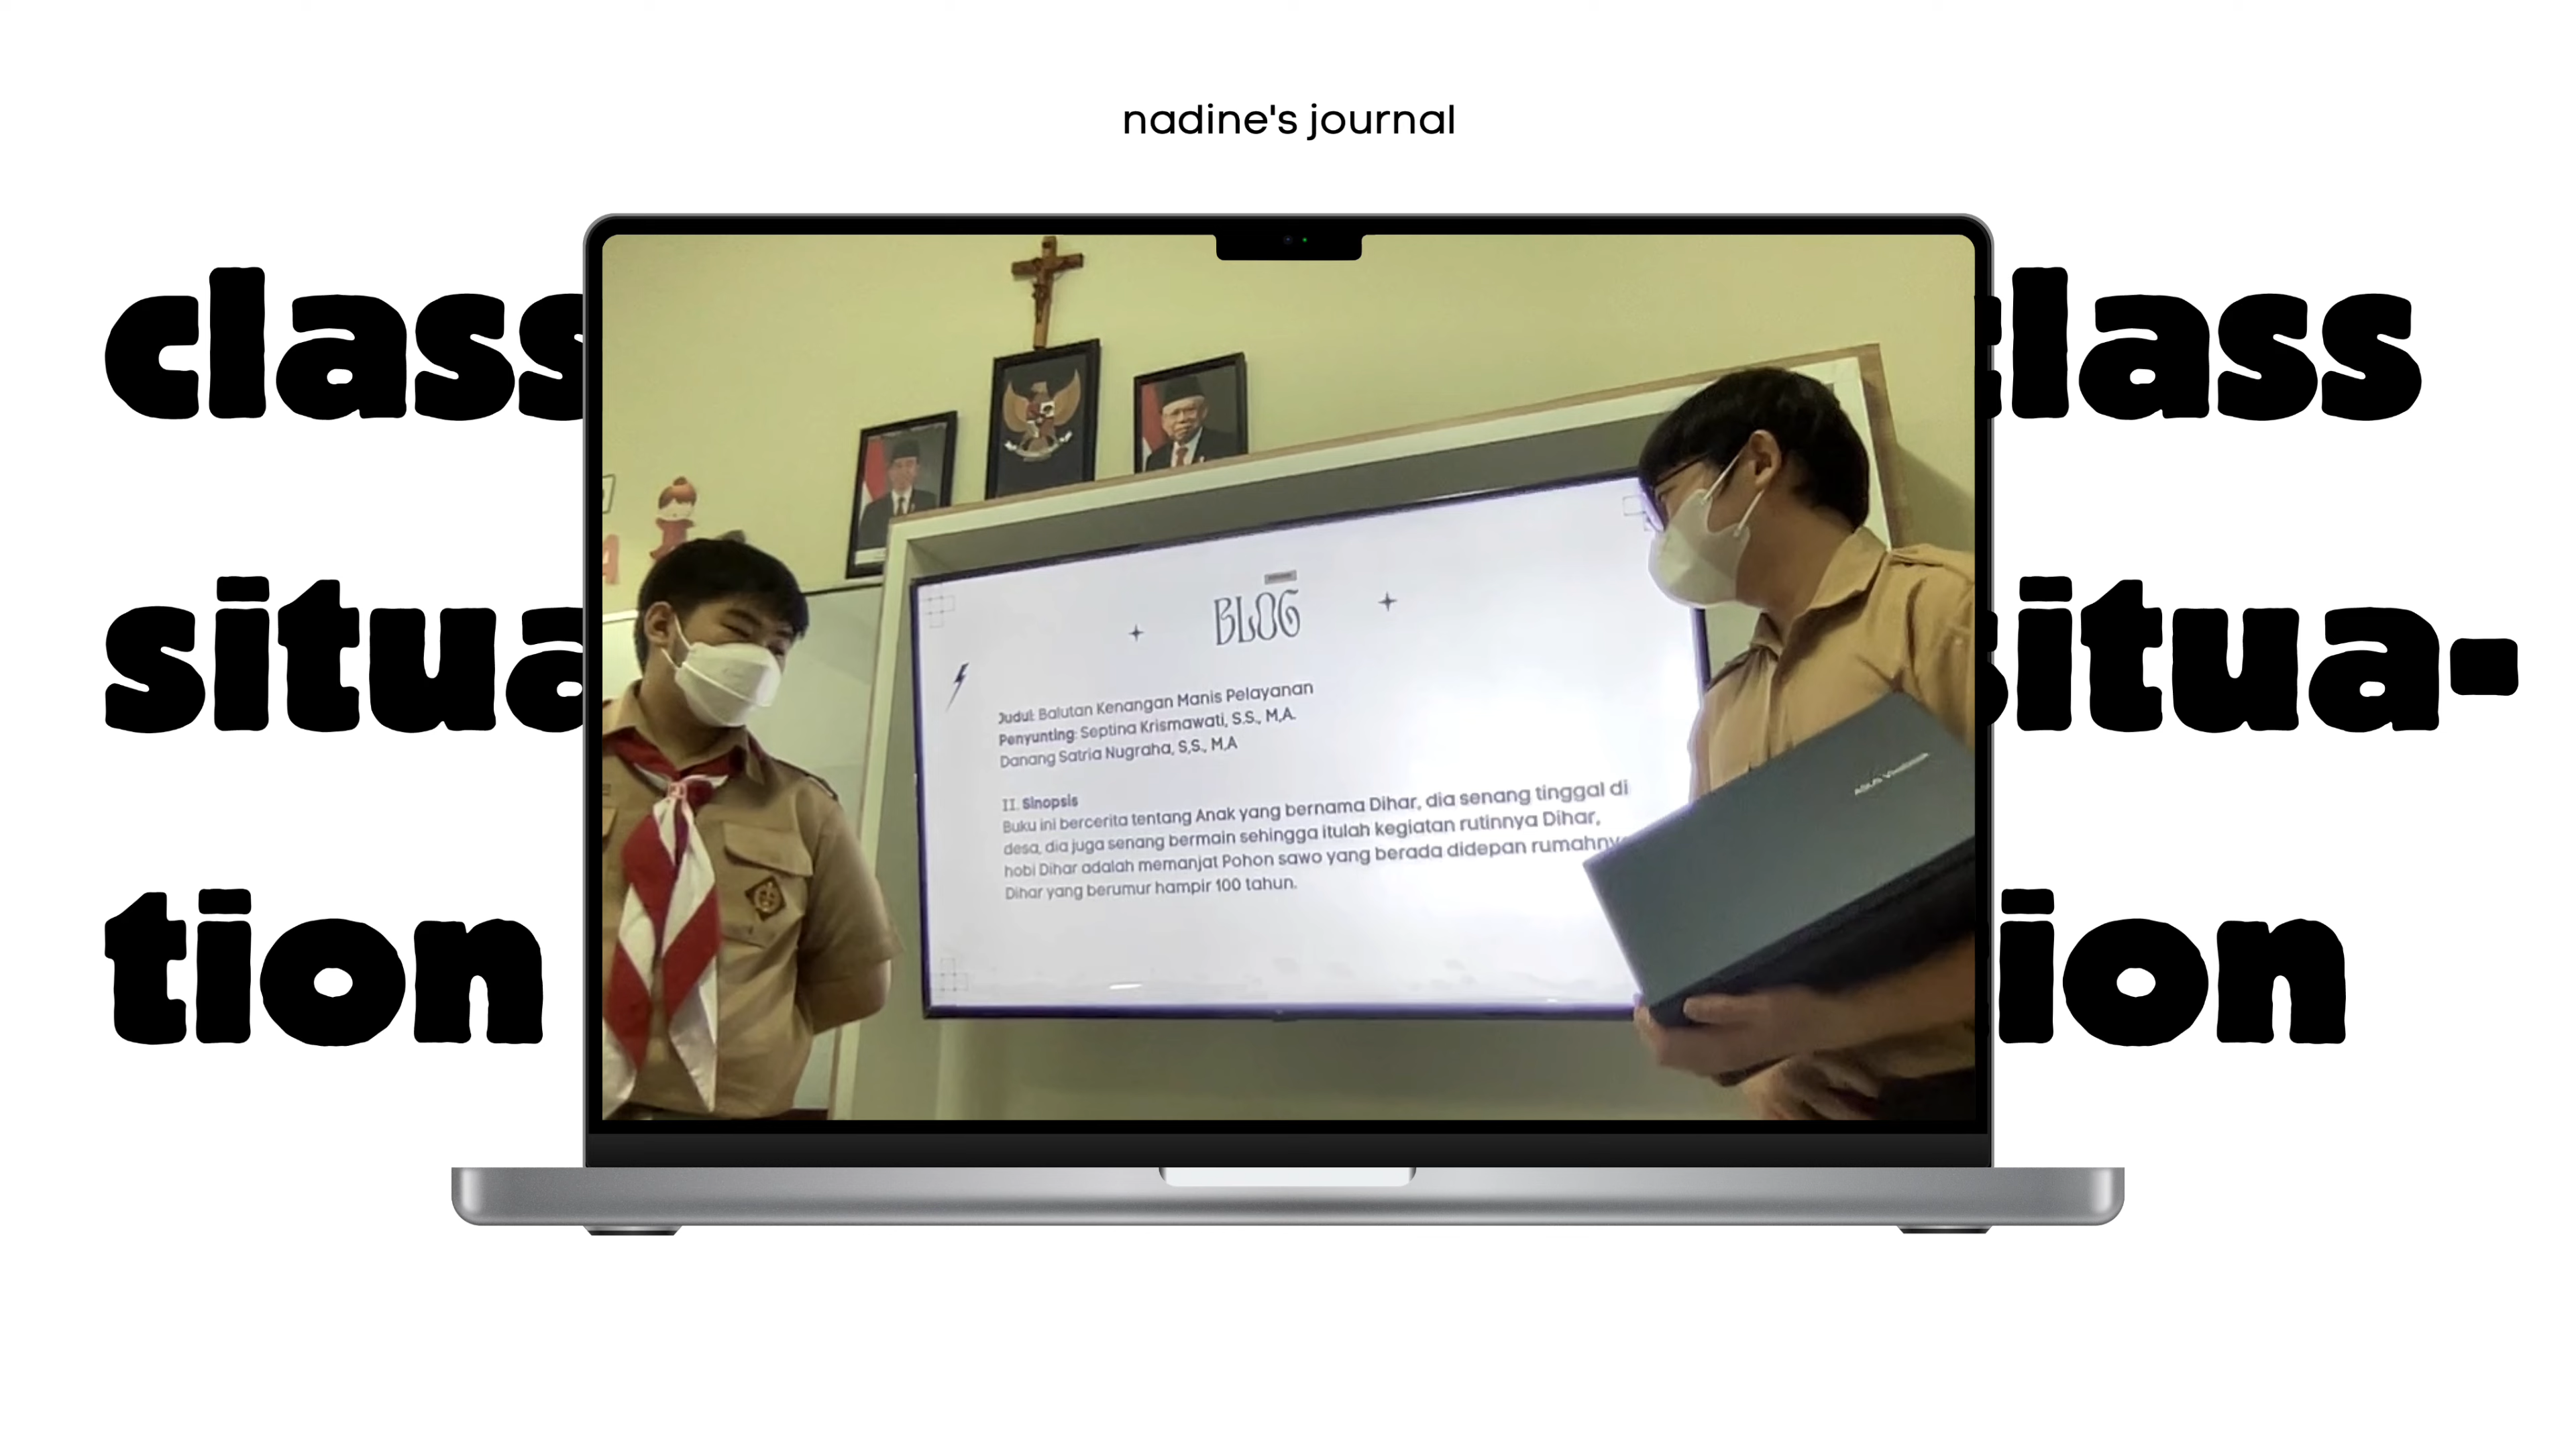 nadine's journal
class
class
situa
situa-
tion
tion
BLOG
Judul: Balutan Kenangan Manis Pelayanan
Penyunting: Septina Krismawati, S.S., M,A.
Danang Satria Nugraha, S,S., M,A
II. Sinopsis
Buku ini bercerita tentang Anak yang bernama Dihar, dia senang tinggal di
desa, dia juga senang bermain sehingga itulah kegiatan rutinnya Dihar,
hobi Dihar adalah memanjat Pohon sawo yang berada didepan rumahny
Dihar yang berumur hampir 100 tahun.
ASUS VivoBook